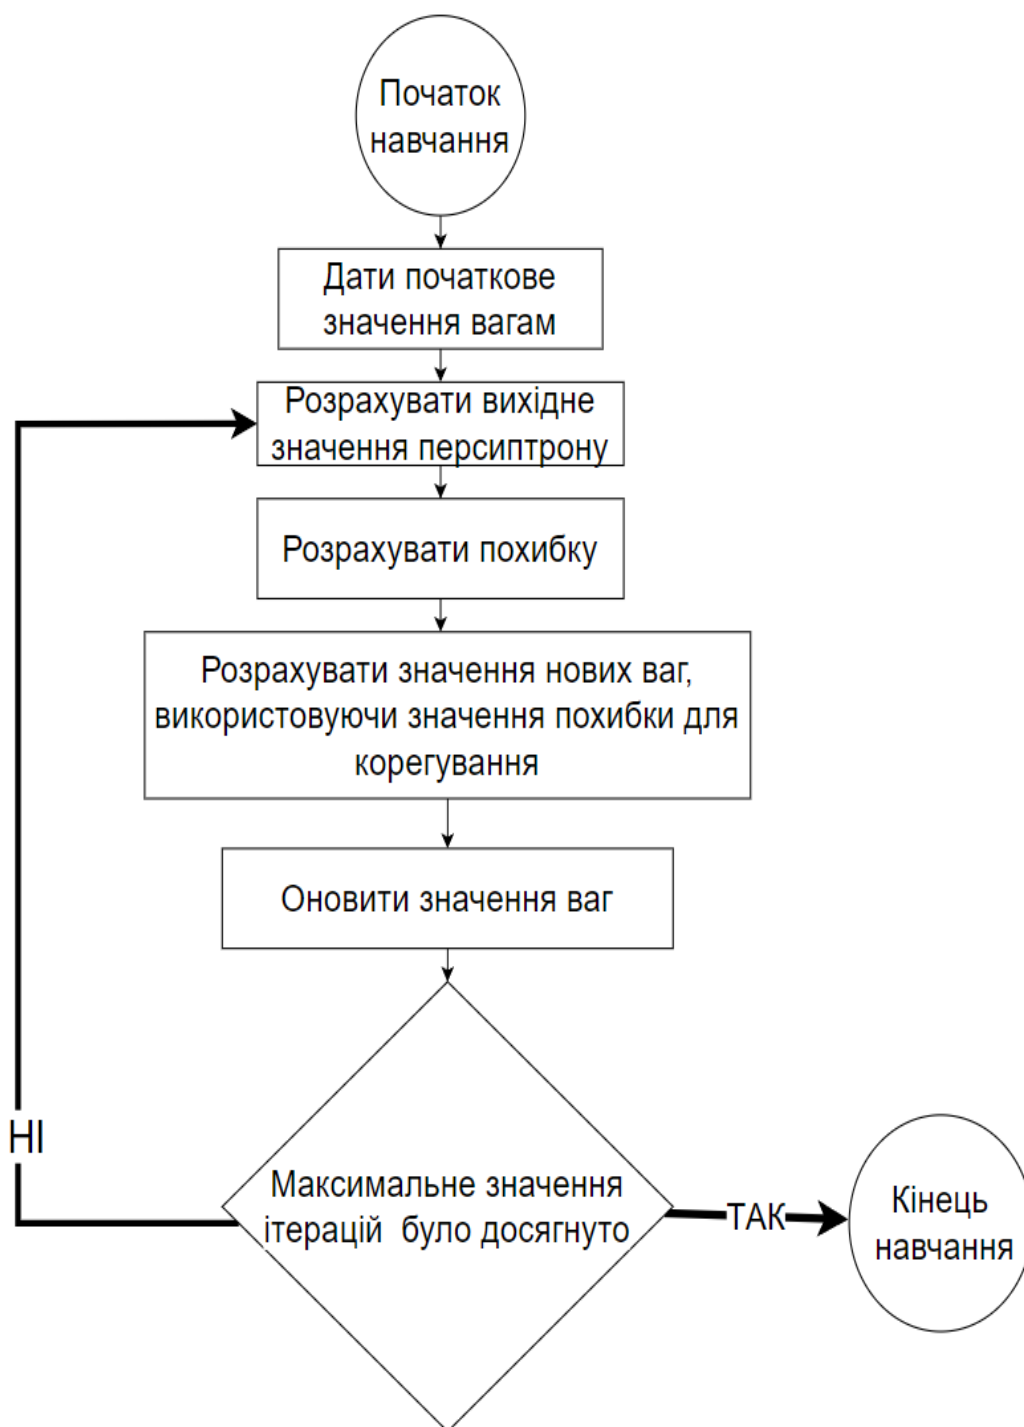 Початок
навчання
Дати початкове
значення вагам
Розрахувати вихідне
значення персиптрону
Розрахувати похибку
Розрахувати значення нових ваг,
використовуючи значення похибки для
корегування
Оновити значення ваг
Максимальне значення
ітерацій було досягнуто
НІ
ТАК
Кінець
навчання